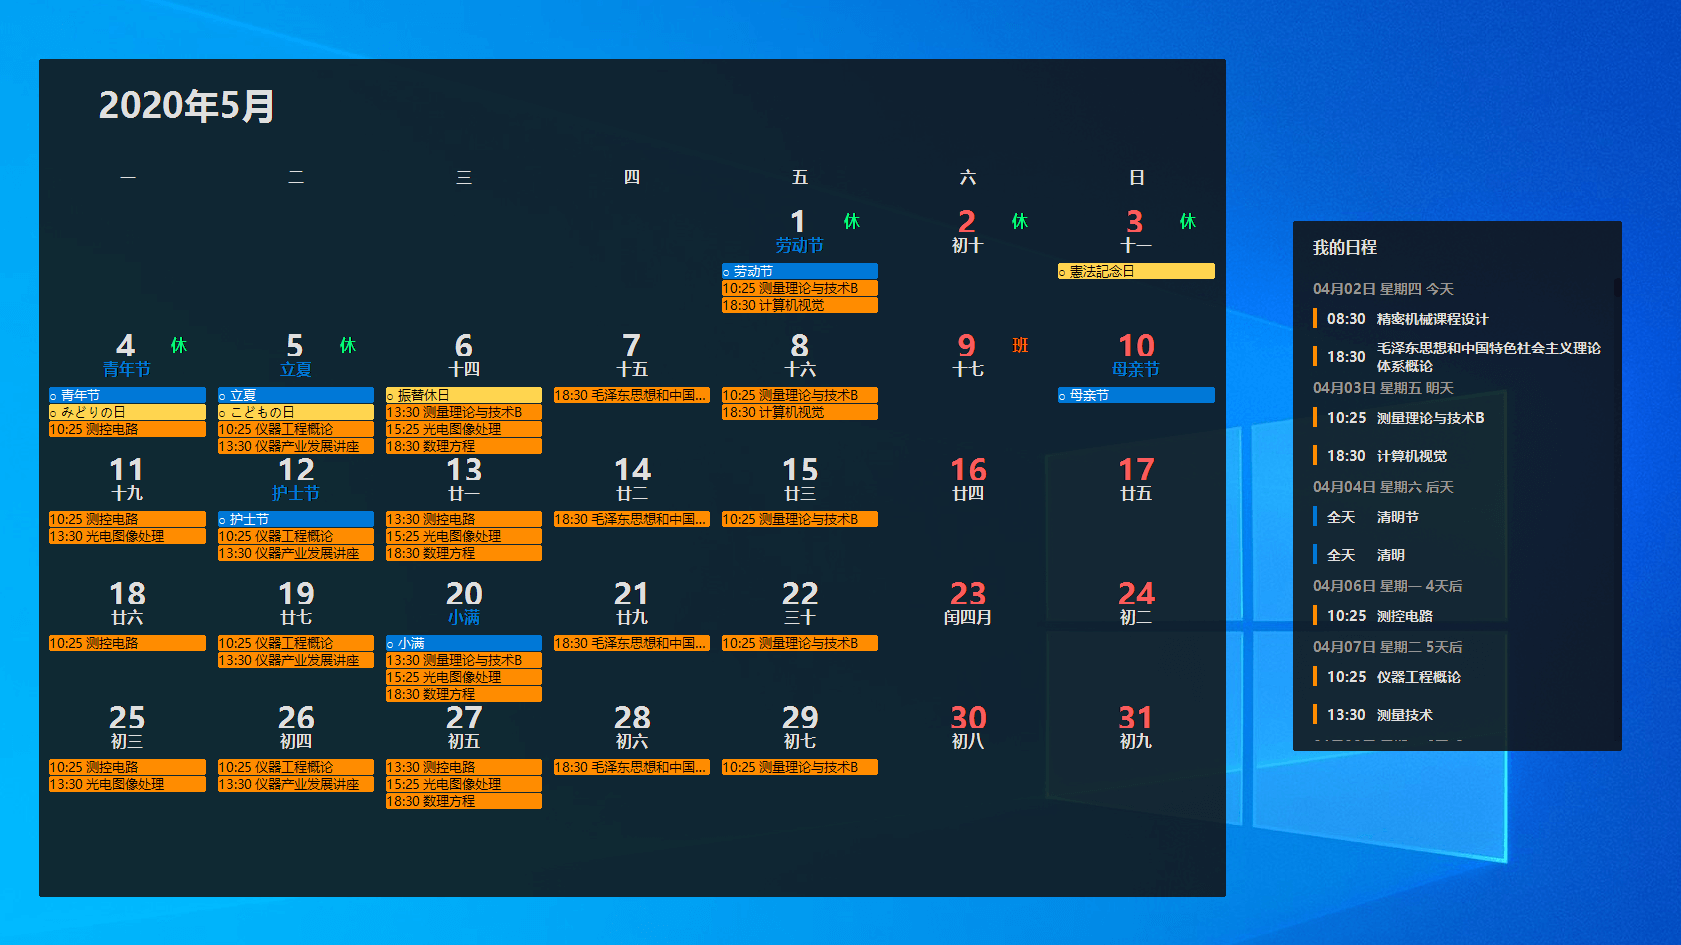 2020年5月
一 二 三 四 五 六 日
1 休 2 休 3 休
劳动节 初十 十一
○ 劳动节 ○ 憲法記念日
10:25 测量理论与技术B
18:30 计算机视觉
4 休 5 休 6 7 8 9 班 10
青年节 立夏 十四 十五 十六 十七 母亲节
○ 青年节 ○ 立夏 ○ 振替休日 18:30 毛泽东思想和中国... 10:25 测量理论与技术B ○ 母亲节
○ みどりの日 ○ こどもの日 13:30 测量理论与技术B 18:30 计算机视觉
10:25 测控电路 10:25 仪器工程概论 15:25 光电图像处理
13:30 仪器产业发展讲座 18:30 数理方程
11 12 13 14 15 16 17
十九 护士节 廿一 廿二 廿三 廿四 廿五
10:25 测控电路 ○ 护士节 13:30 测控电路 18:30 毛泽东思想和中国... 10:25 测量理论与技术B
13:30 光电图像处理 10:25 仪器工程概论 15:25 光电图像处理
13:30 仪器产业发展讲座 18:30 数理方程
18 19 20 21 22 23 24
廿六 廿七 小满 廿九 三十 闰四月 初二
10:25 测控电路 10:25 仪器工程概论 ○ 小满 18:30 毛泽东思想和中国... 10:25 测量理论与技术B
13:30 仪器产业发展讲座 13:30 测量理论与技术B
15:25 光电图像处理
18:30 数理方程
25 26 27 28 29 30 31
初三 初四 初五 初六 初七 初八 初九
10:25 测控电路 10:25 仪器工程概论 13:30 测控电路 18:30 毛泽东思想和中国... 10:25 测量理论与技术B
13:30 光电图像处理 13:30 仪器产业发展讲座 15:25 光电图像处理
18:30 数理方程
我的日程
04月02日 星期四 今天
08:30 精密机械课程设计
18:30 毛泽东思想和中国特色社会主义理论
体系概论
04月03日 星期五 明天
10:25 测量理论与技术B
18:30 计算机视觉
04月04日 星期六 后天
全天 清明节
全天 清明
04月06日 星期一 4天后
10:25 测控电路
04月07日 星期二 5天后
10:25 仪器工程概论
13:30 测量技术